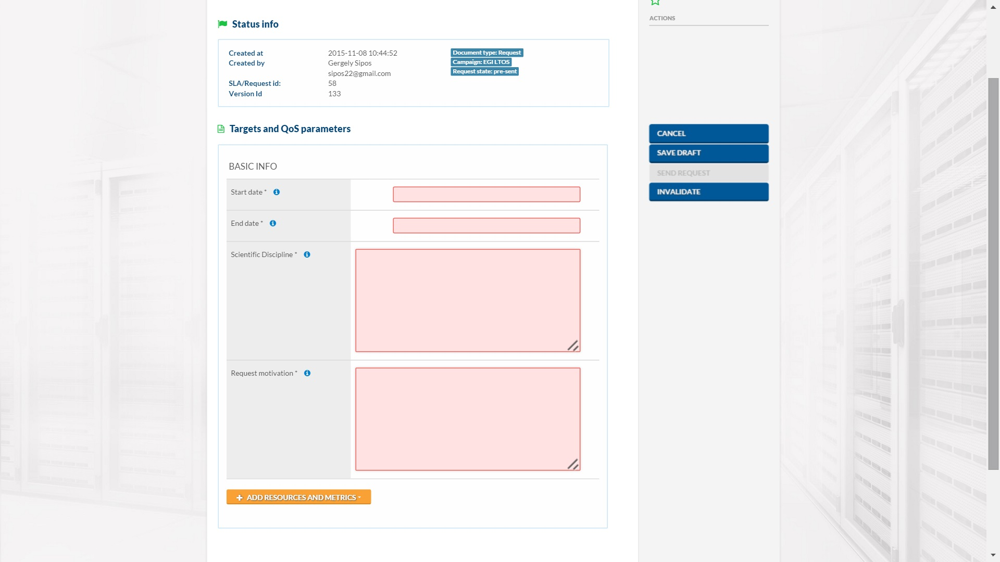 Status info
Created at 2015-11-08 10:44:52
Created by Gergely Sipos
sipos22@gmail.com
SLA/Request id: 58
Version Id 133
Document type: Request
Campaign: EGI LTOS
Request state: pre-sent
Targets and QoS parameters
BASIC INFO
Start date *
End date *
Scientific Discipline *
Request motivation *
+ ADD RESOURCES AND METRICS
ACTIONS
CANCEL
SAVE DRAFT
SEND REQUEST
INVALIDATE